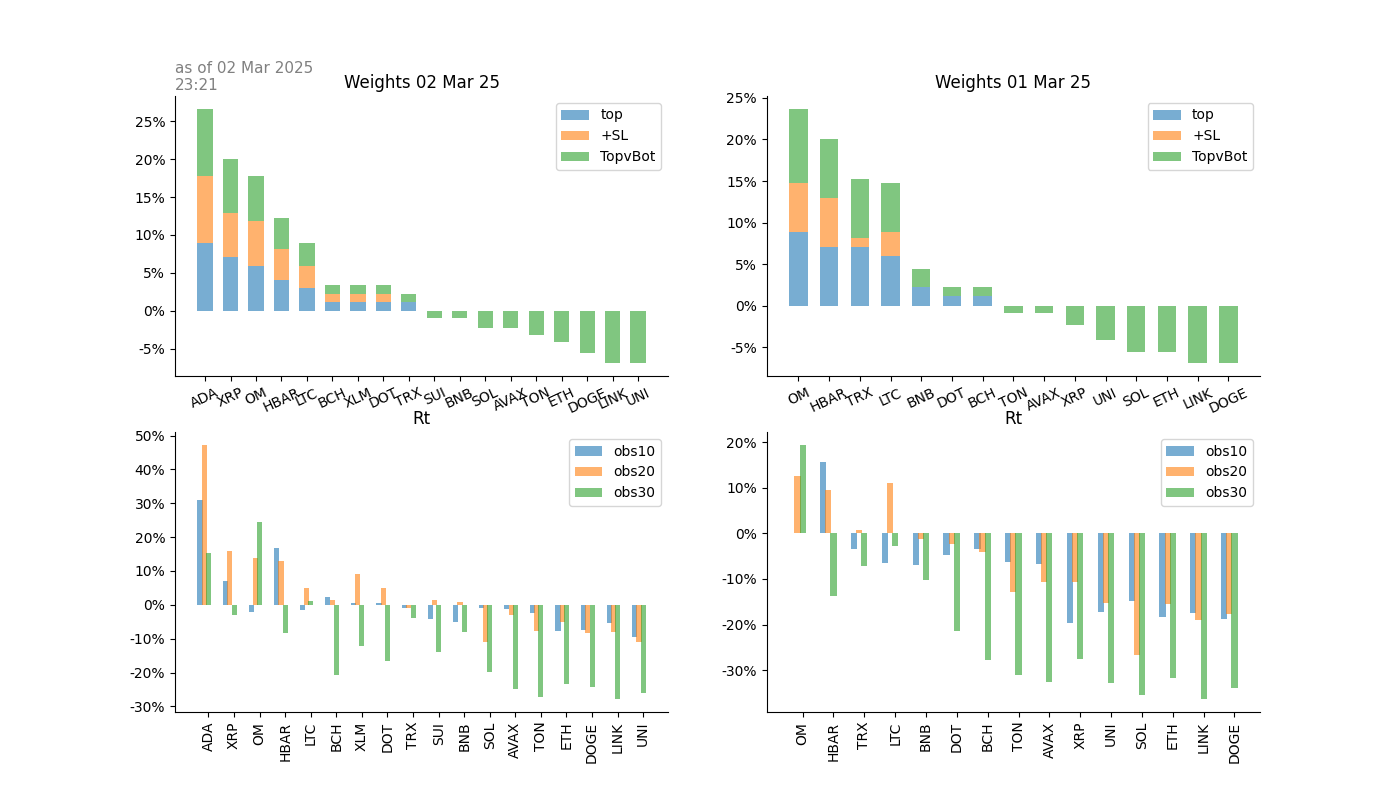 as of 02 Mar 2025
23:21
Weights 02 Mar 25
25%
20%
15%
10%
5%
0%
-5%
top
+SL
TopvBot
ADA XRP OM HBAR LTC BCH XLM DOT TRX SUI BNB SOL AVAX TON ETH DOGE LINK UNI
Weights 01 Mar 25
25%
20%
15%
10%
5%
0%
-5%
top
+SL
TopvBot
OM HBAR TRX LTC BNB DOT BCH TON AVAX XRP UNI SOL ETH LINK DOGE
Rt
50%
40%
30%
20%
10%
0%
-10%
-20%
-30%
obs10
obs20
obs30
ADA XRP OM HBAR LTC BCH XLM DOT TRX SUI BNB SOL AVAX TON ETH DOGE LINK UNI
Rt
20%
10%
0%
-10%
-20%
-30%
obs10
obs20
obs30
OM HBAR TRX LTC BNB DOT BCH TON AVAX XRP UNI SOL ETH LINK DOGE